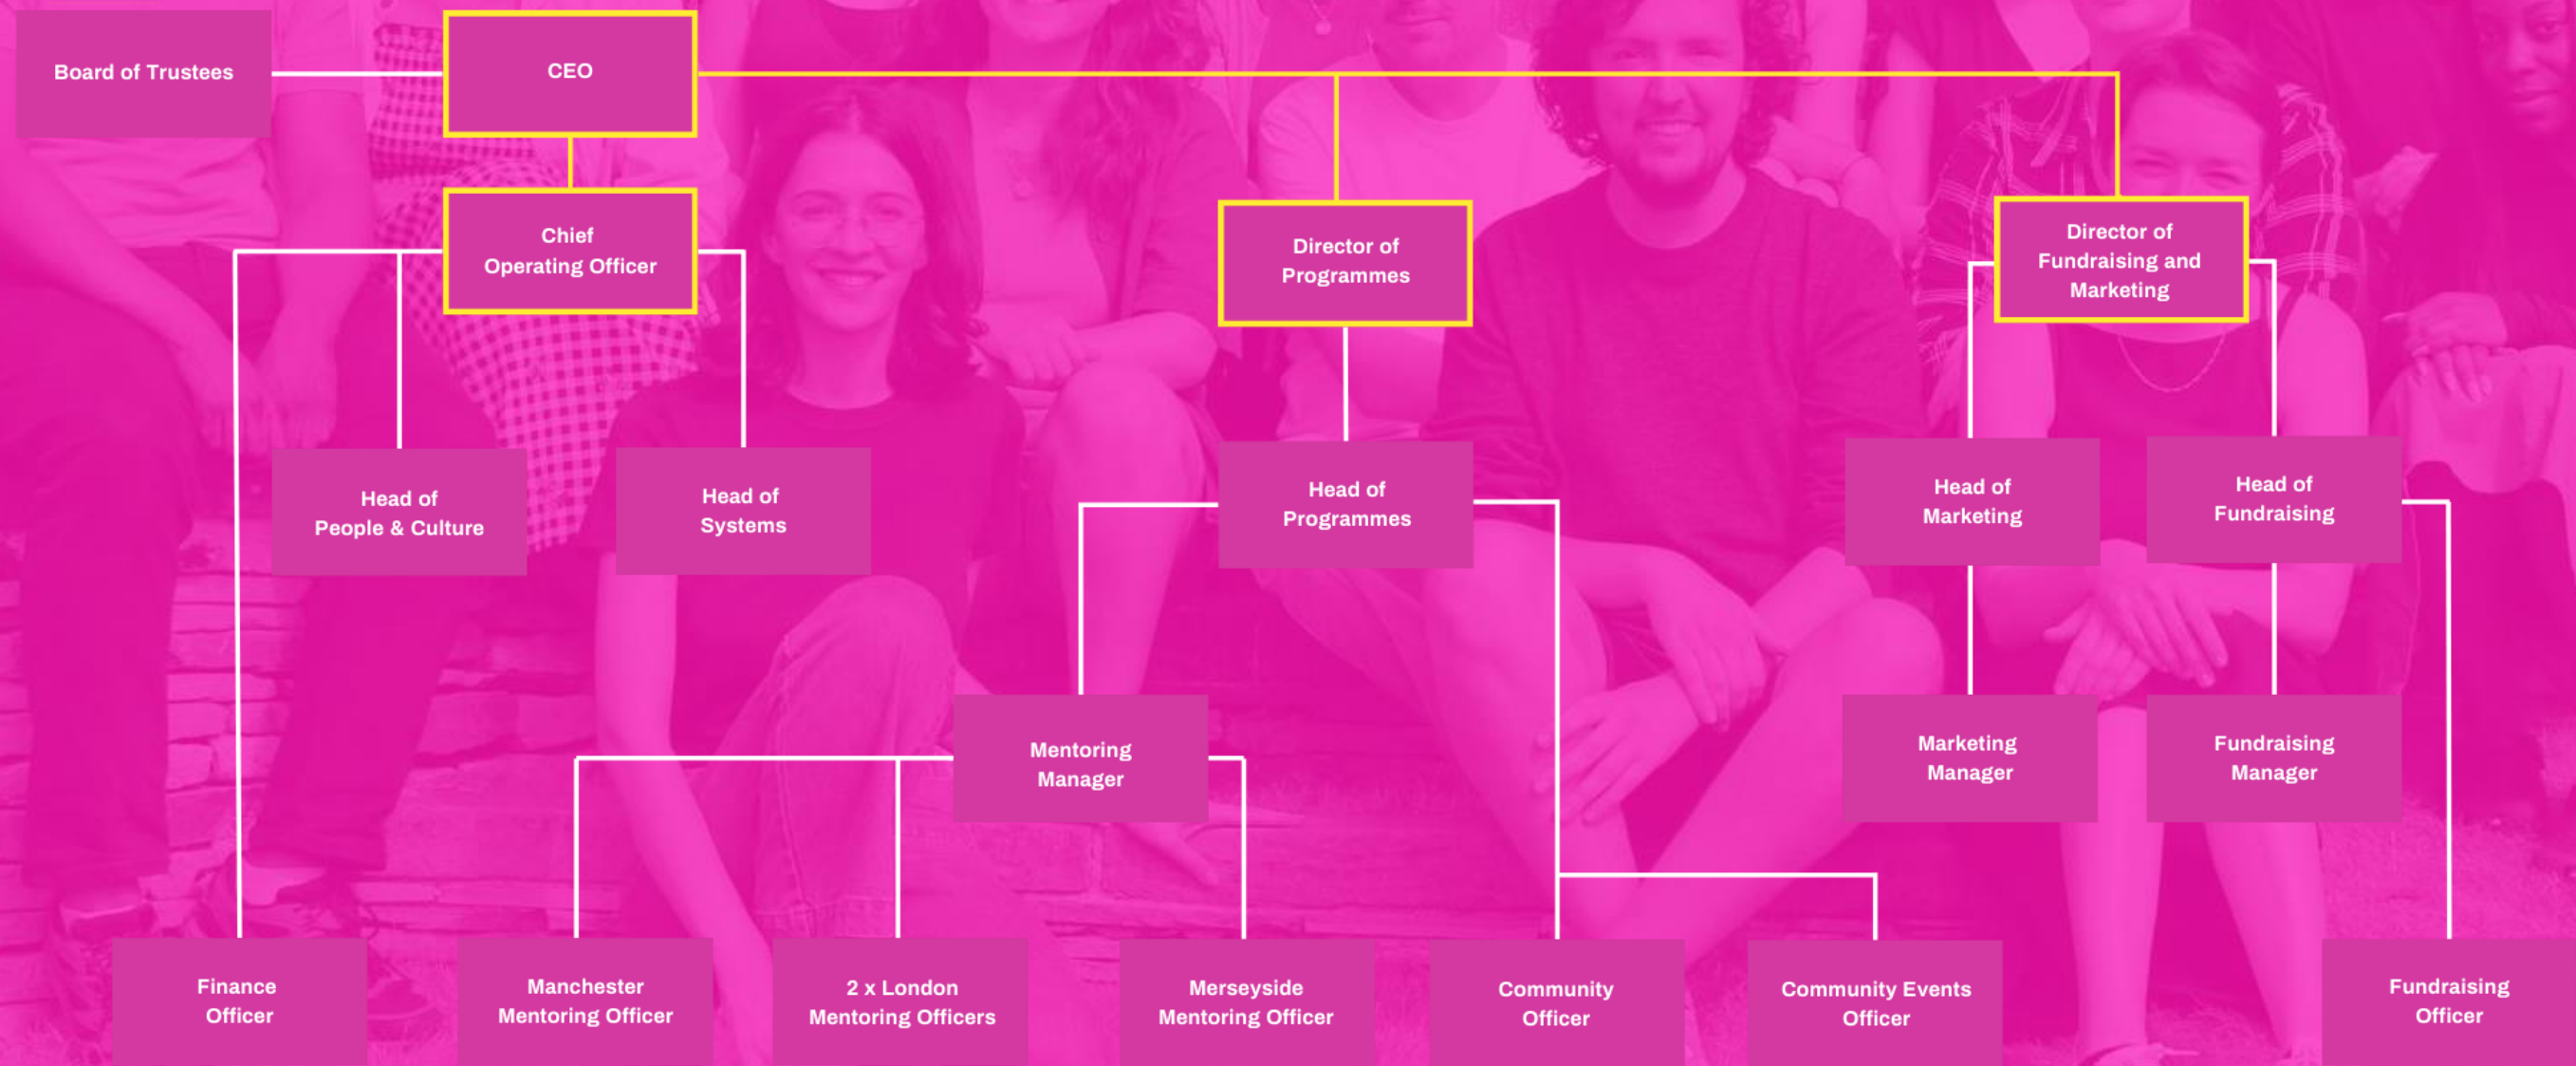 Board of Trustees
CEO
Chief
Operating Officer
Director of
Programmes
Director of
Fundraising and
Marketing
Head of
People & Culture
Head of
Systems
Head of
Programmes
Head of
Marketing
Head of
Fundraising
Mentoring
Manager
Marketing
Manager
Fundraising
Manager
Finance
Officer
Manchester
Mentoring Officer
2 x London
Mentoring Officers
Merseyside
Mentoring Officer
Community
Officer
Community Events
Officer
Fundraising
Officer